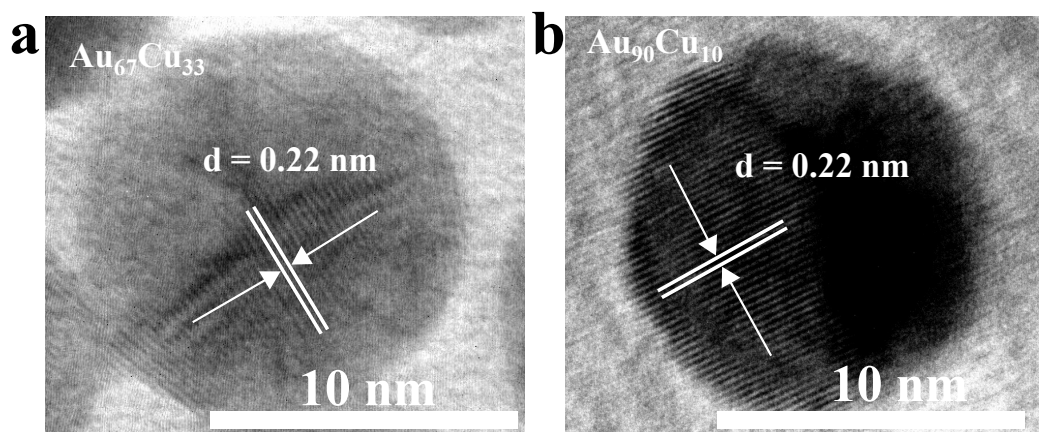 a
Au₆₇Cu₃₃
d = 0.22 nm
10 nm
b
Au₉₀Cu₁₀
d = 0.22 nm
10 nm